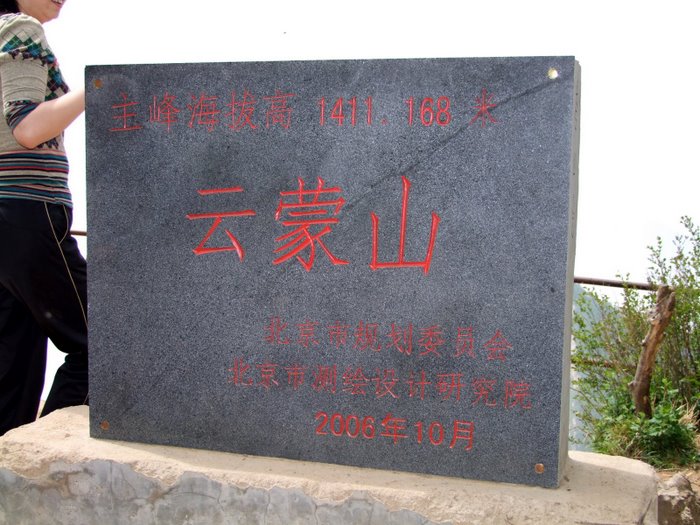 主峰海拔高 1411.168 米
云蒙山
北京市规划委员会
北京市测绘设计研究院
2006年10月